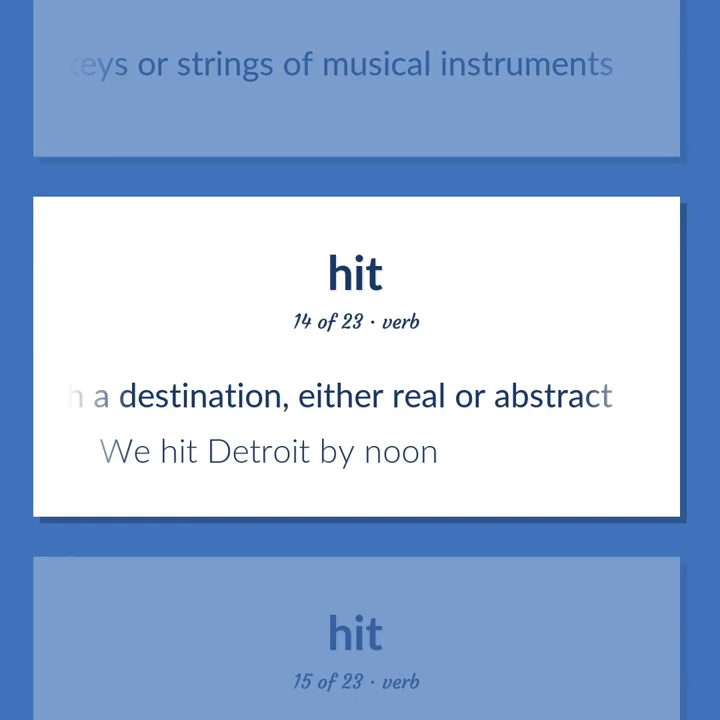 keys or strings of musical instruments
hit
14 of 23 · verb
h a destination, either real or abstract
We hit Detroit by noon
hit
15 of 23 · verb